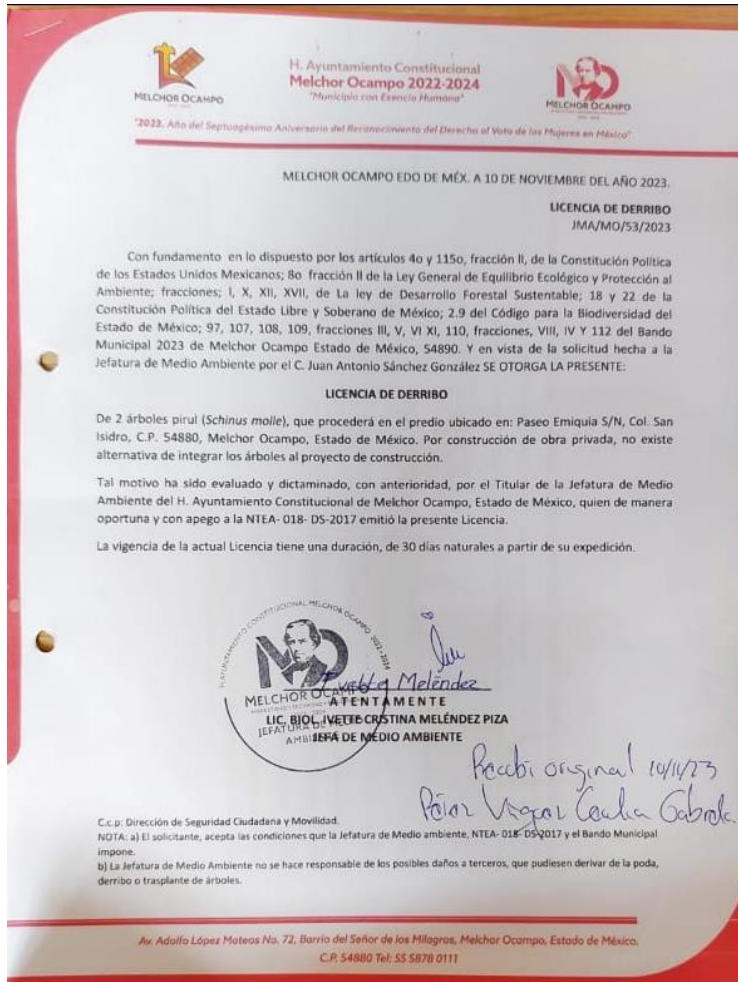 MELCHOR OCAMPO
H. Ayuntamiento Constitucional
Melchor Ocampo 2022-2024
"Municipio con Esencia Humana"
MELCHOR OCAMPO
"2023. Año del Septuagésimo Aniversario del Reconocimiento del Derecho al Voto de las Mujeres en México"
MELCHOR OCAMPO EDO DE MÉX. A 10 DE NOVIEMBRE DEL AÑO 2023.
LICENCIA DE DERRIBO
JMA/MO/53/2023
Con fundamento en lo dispuesto por los artículos 4o y 115o, fracción II, de la Constitución Política
de los Estados Unidos Mexicanos; 8o fracción II de la Ley General de Equilibrio Ecológico y Protección al
Ambiente; fracciones; I, X, XII, XVII, de La ley de Desarrollo Forestal Sustentable; 18 y 22 de la
Constitución Política del Estado Libre y Soberano de México; 2.9 del Código para la Biodiversidad del
Estado de México; 97, 107, 108, 109, fracciones III, V, VI XI, 110, fracciones, VIII, IV Y 112 del Bando
Municipal 2023 de Melchor Ocampo Estado de México, 54890. Y en vista de la solicitud hecha a la
Jefatura de Medio Ambiente por el C. Juan Antonio Sánchez González SE OTORGA LA PRESENTE:
LICENCIA DE DERRIBO
De 2 árboles pirul (Schinus molle), que procederá en el predio ubicado en: Paseo Emiquia S/N, Col. San
Isidro, C.P. 54880, Melchor Ocampo, Estado de México. Por construcción de obra privada, no existe
alternativa de integrar los árboles al proyecto de construcción.
Tal motivo ha sido evaluado y dictaminado, con anterioridad, por el Titular de la Jefatura de Medio
Ambiente del H. Ayuntamiento Constitucional de Melchor Ocampo, Estado de México, quien de manera
oportuna y con apego a la NTEA- 018- DS-2017 emitió la presente Licencia.
La vigencia de la actual Licencia tiene una duración, de 30 días naturales a partir de su expedición.
H. AYUNTAMIENTO CONSTITUCIONAL MELCHOR OCAMPO 2022-2024
MELCHOR OCAMPO
JEFATURA DE MEDIO
AMBIENTE
Ivette Meléndez
ATENTAMENTE
LIC. BIOL. IVETTE CRISTINA MELÉNDEZ PIZA
JEFA DE MEDIO AMBIENTE
Recibi original 10/11/23
C.c.p: Dirección de Seguridad Ciudadana y Movilidad.
NOTA: a) El solicitante, acepta las condiciones que la Jefatura de Medio ambiente, NTEA- 018- DS-2017 y el Bando Municipal
impone.
b) La Jefatura de Medio Ambiente no se hace responsable de los posibles daños a terceros, que pudiesen derivar de la poda,
derribo o trasplante de árboles.
Av. Adolfo López Mateos No. 72, Barrio del Señor de los Milagros, Melchor Ocampo, Estado de México.
C.P. 54880 Tel: 55 5878 0111